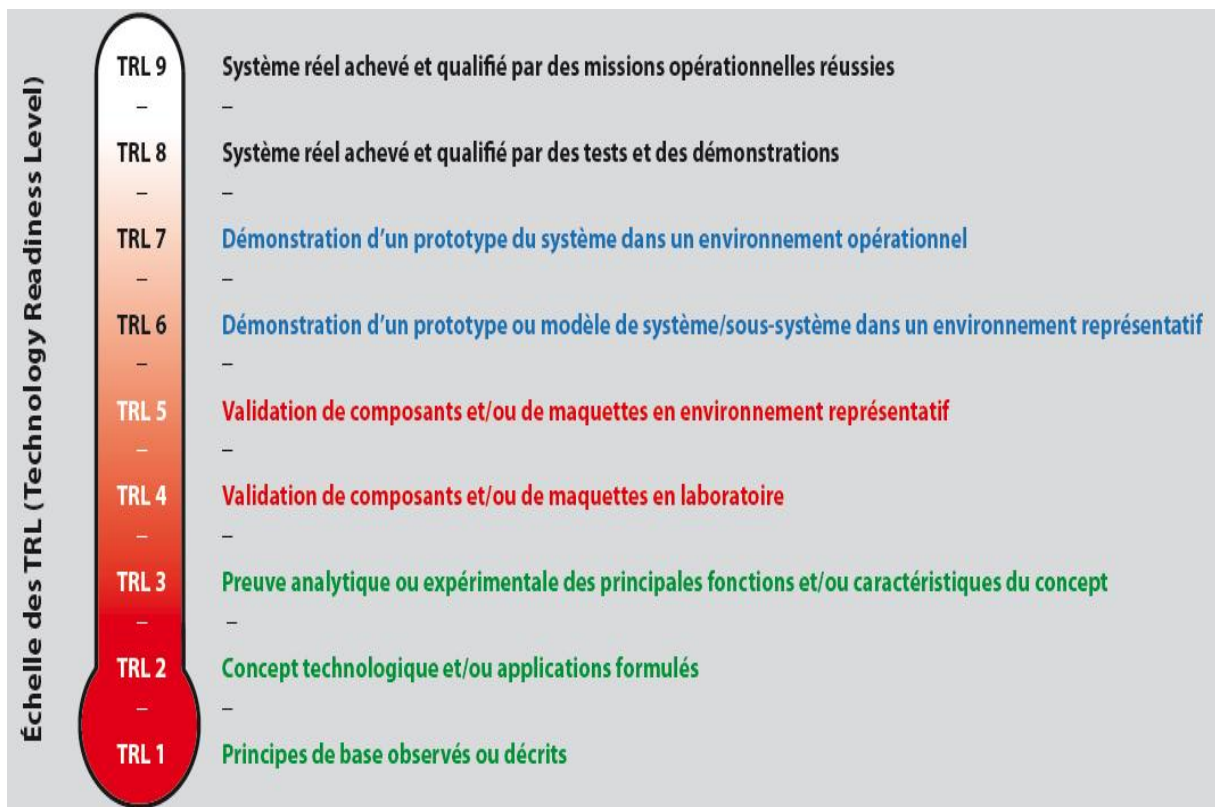 Échelle des TRL (Technology Readiness Level)
TRL 9 Système réel achevé et qualifié par des missions opérationnelles réussies
– –
TRL 8 Système réel achevé et qualifié par des tests et des démonstrations
– –
TRL 7 Démonstration d’un prototype du système dans un environnement opérationnel
– –
TRL 6 Démonstration d’un prototype ou modèle de système/sous-système dans un environnement représentatif
– –
TRL 5 Validation de composants et/ou de maquettes en environnement représentatif
– –
TRL 4 Validation de composants et/ou de maquettes en laboratoire
– –
TRL 3 Preuve analytique ou expérimentale des principales fonctions et/ou caractéristiques du concept
– –
TRL 2 Concept technologique et/ou applications formulés
– –
TRL 1 Principes de base observés ou décrits